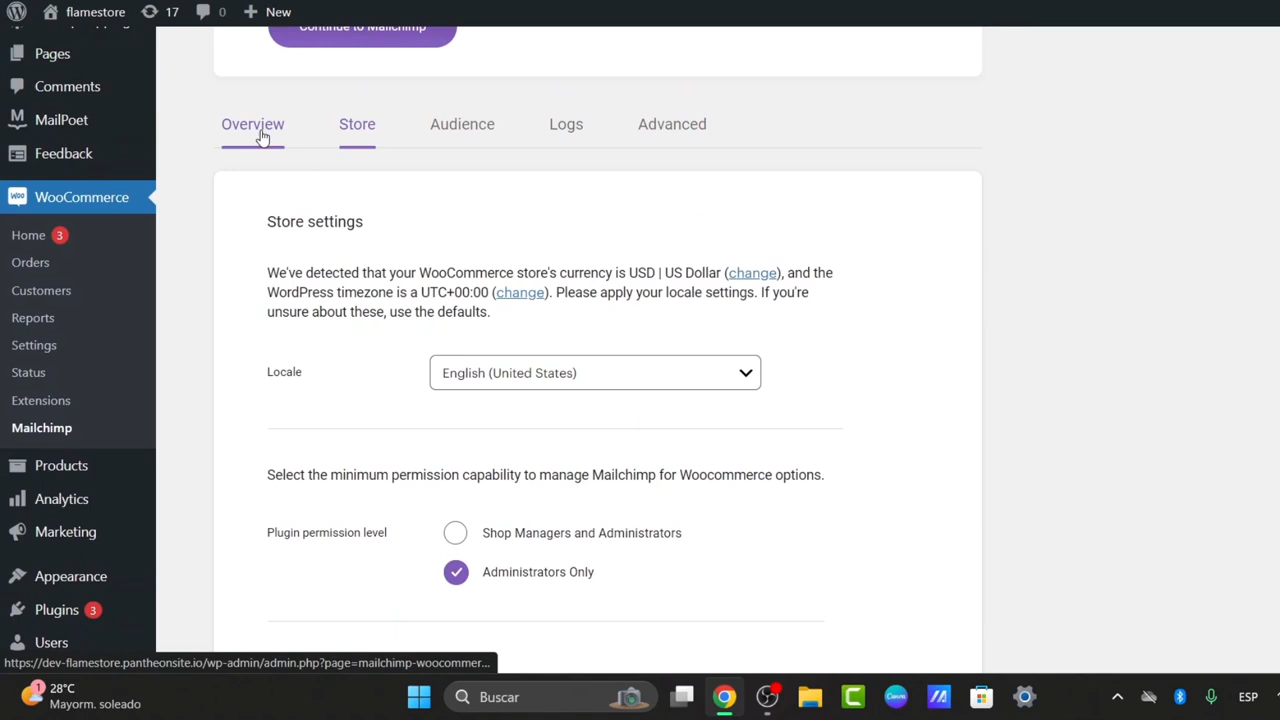 flamestore
17
0
New
Continue to Mailchimp
Pages
Comments
MailPoet
Feedback
WooCommerce
Home 3
Orders
Customers
Reports
Settings
Status
Extensions
Mailchimp
Products
Analytics
Marketing
Appearance
Plugins 3
Users
Overview
Store
Audience
Logs
Advanced
Store settings
We've detected that your WooCommerce store's currency is USD | US Dollar (change), and the
WordPress timezone is a UTC+00:00 (change). Please apply your locale settings. If you're
unsure about these, use the defaults.
Locale
English (United States)
Select the minimum permission capability to manage Mailchimp for Woocommerce options.
Plugin permission level
Shop Managers and Administrators
Administrators Only
https://dev-flamestore.pantheonsite.io/wp-admin/admin.php?page=mailchimp-woocommer...
1
28°C
Mayorm. soleado
Buscar
ESP